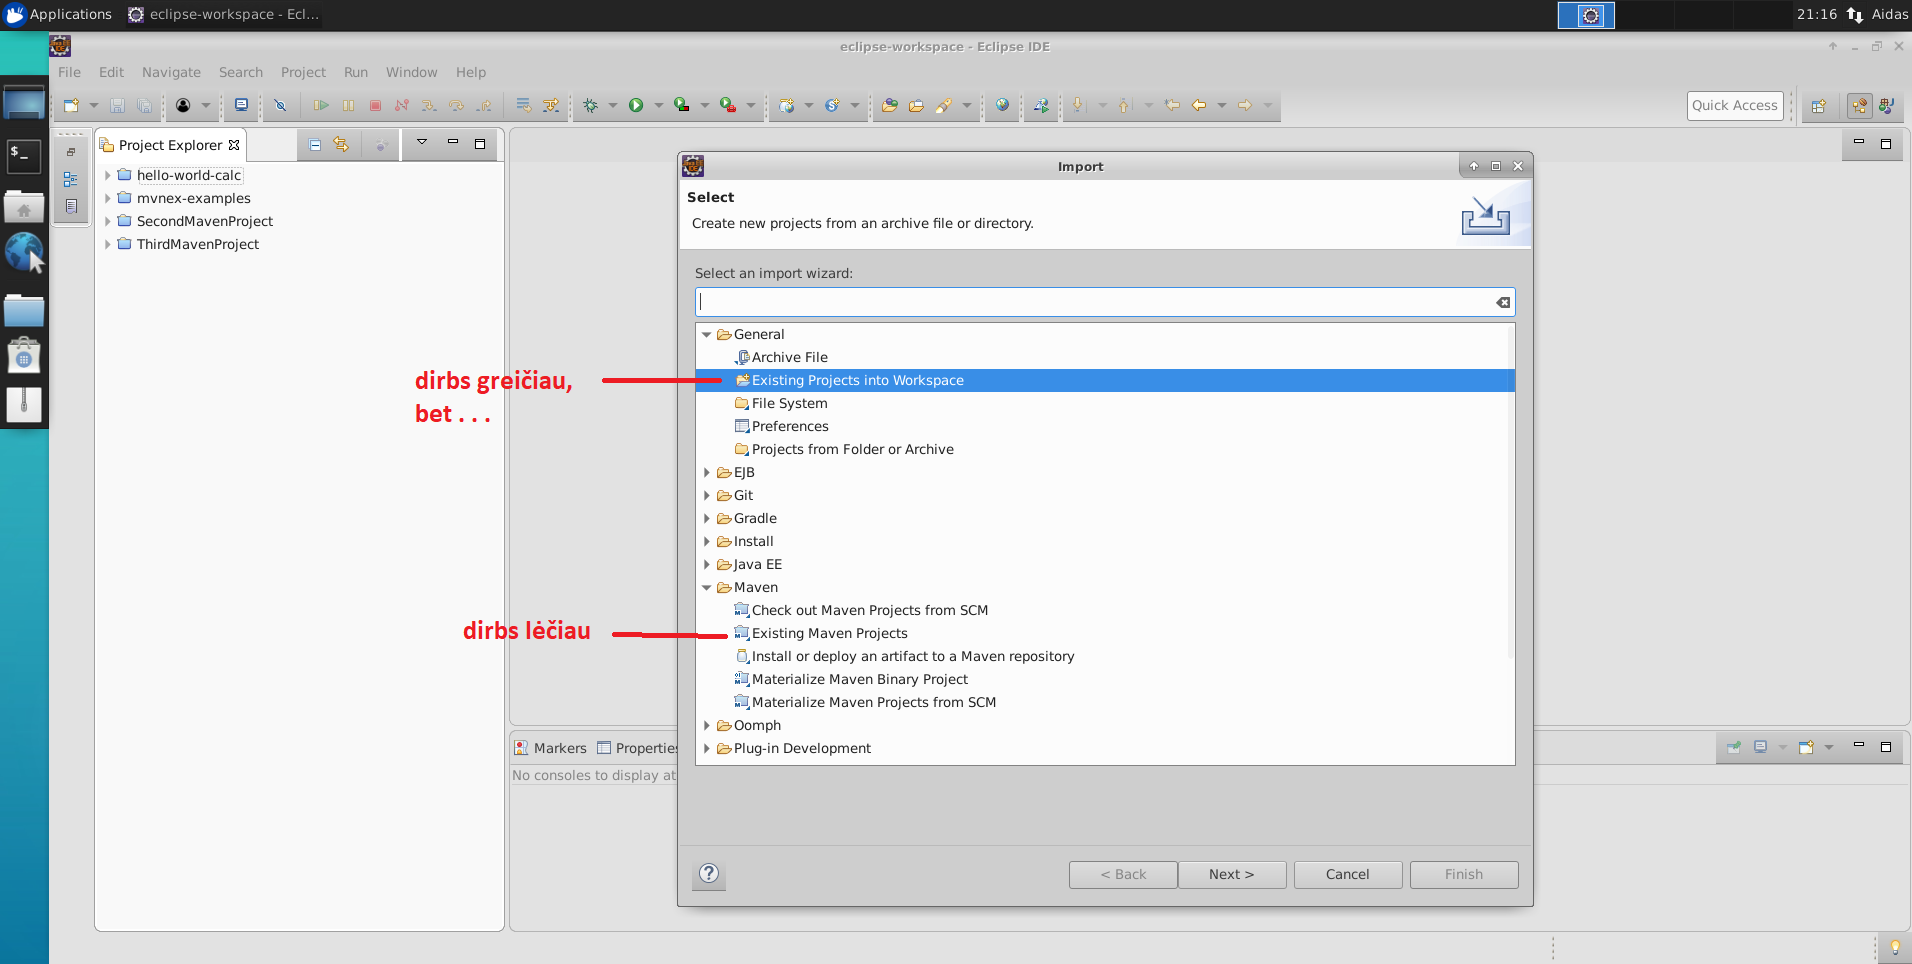 Applications
eclipse-workspace - Ecl...
21:16
Aidas
eclipse-workspace - Eclipse IDE
File Edit Navigate Search Project Run Window Help
Quick Access
Project Explorer
hello-world-calc
mvnex-examples
SecondMavenProject
ThirdMavenProject
Import
Select
Create new projects from an archive file or directory.
Select an import wizard:
General
Archive File
dirbs greičiau,
bet . . .
Existing Projects into Workspace
File System
Preferences
Projects from Folder or Archive
EJB
Git
Gradle
Install
Java EE
Maven
Check out Maven Projects from SCM
dirbs lėčiau
Existing Maven Projects
Install or deploy an artifact to a Maven repository
Materialize Maven Binary Project
Materialize Maven Projects from SCM
Oomph
Plug-in Development
Markers
Properties
No consoles to display at
< Back
Next >
Cancel
Finish